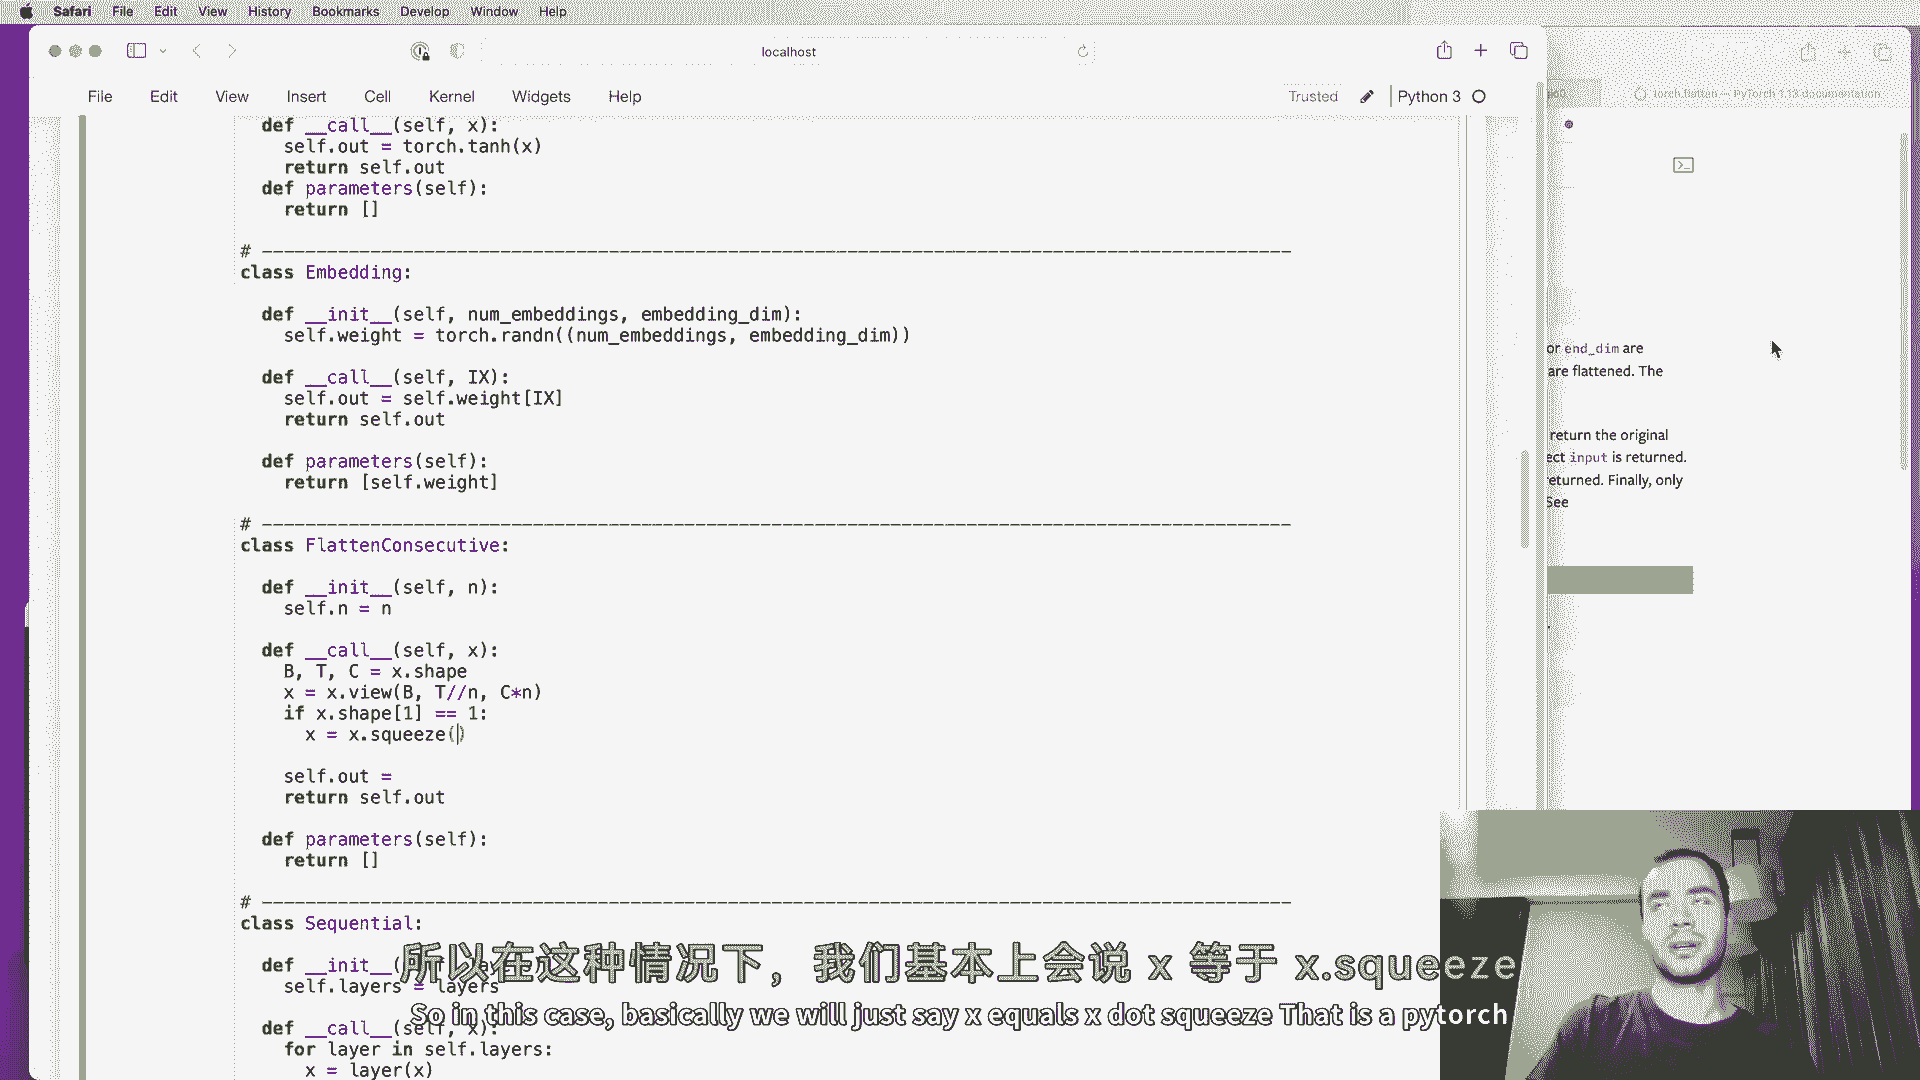 Safari File Edit View History Bookmarks Develop Window Help
localhost
File Edit View Insert Cell Kernel Widgets Help
Trusted Python 3
torch.flatten — PyTorch 1.13 documentation
def __call__(self, x):
self.out = torch.tanh(x)
return self.out
def parameters(self):
return []
# ------------------------------------------------------------------------------------------------
class Embedding:
def __init__(self, num_embeddings, embedding_dim):
self.weight = torch.randn((num_embeddings, embedding_dim))
def __call__(self, IX):
self.out = self.weight[IX]
return self.out
def parameters(self):
return [self.weight]
# ------------------------------------------------------------------------------------------------
class FlattenConsecutive:
def __init__(self, n):
self.n = n
def __call__(self, x):
B, T, C = x.shape
x = x.view(B, T//n, C*n)
if x.shape[1] == 1:
x = x.squeeze()
self.out =
return self.out
def parameters(self):
return []
# ------------------------------------------------------------------------------------------------
class Sequential:
def __init__(
self.layers = layers
def __call__(self, x):
for layer in self.layers:
x = layer(x)
or end_dim are
are flattened. The
return the original
ect input is returned.
returned. Finally, only
See
所以在这种情况下，我们基本上会说 x 等于 x.squeeze
So in this case, basically we will just say x equals x dot squeeze That is a pytorch